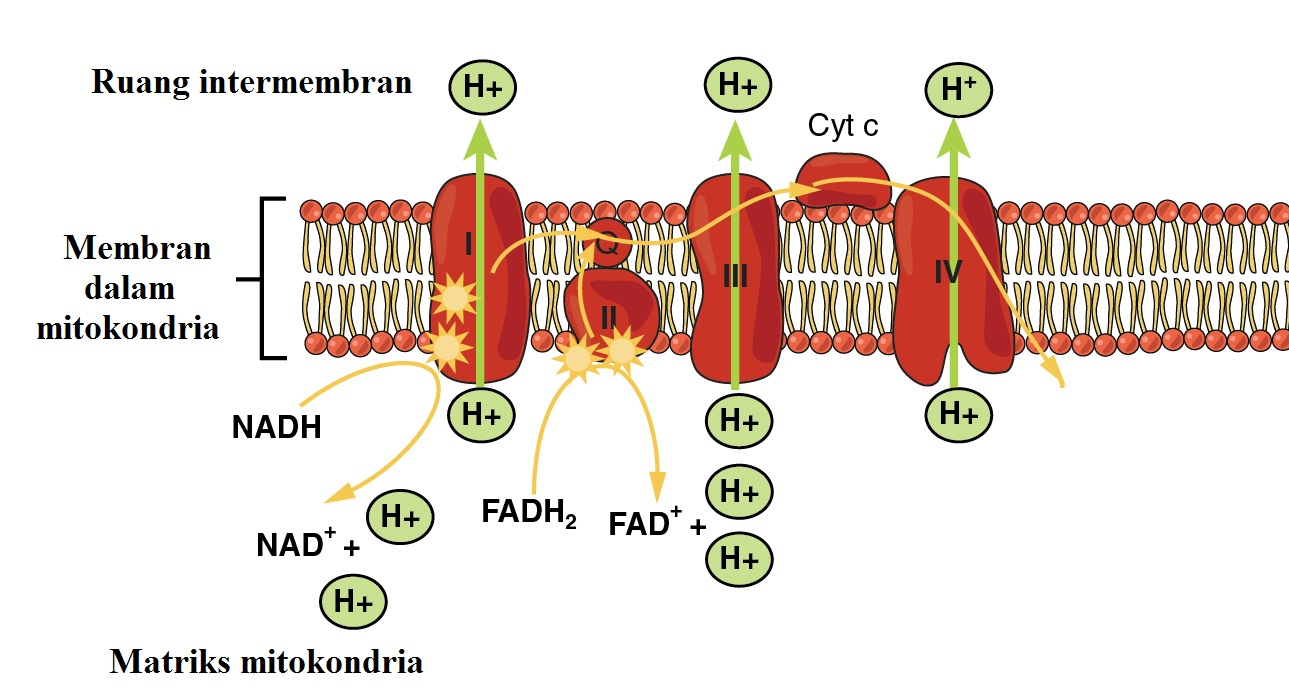 Ruang intermembran
H+
H+
H⁺
Cyt c
Membran
dalam
mitokondria
I
Q
II
III
IV
NADH
H+
H+
H+
FADH₂
FAD⁺ +
H+
H+
NAD⁺ +
H+
H+
Matriks mitokondria